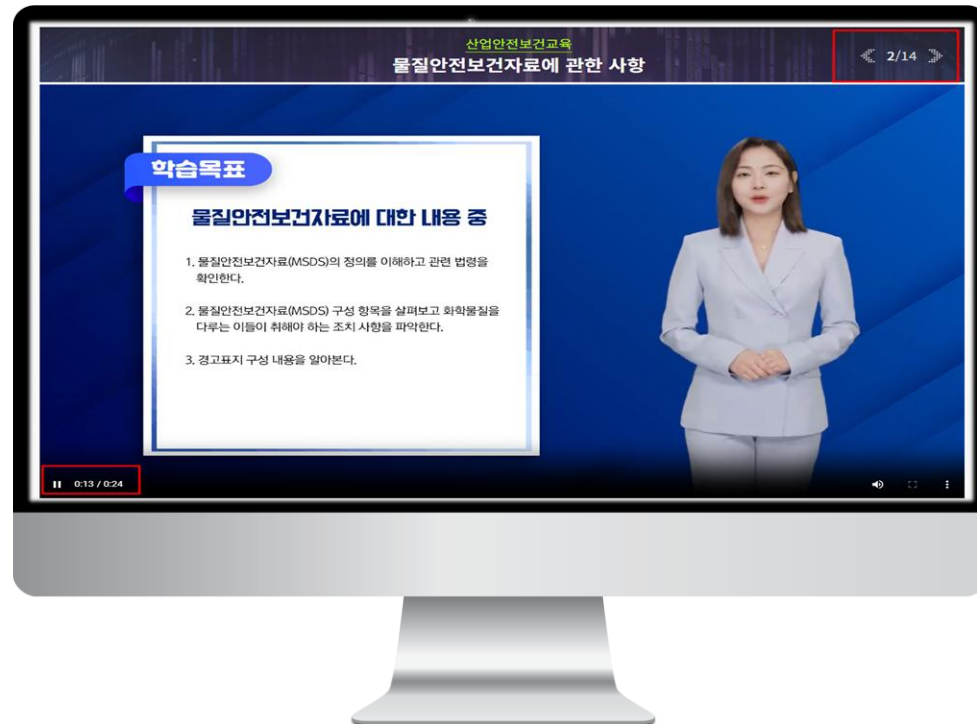 산업안전보건교육
물질안전보건자료에 관한 사항
2/14
학습목표
물질안전보건자료에 대한 내용 중
1. 물질안전보건자료(MSDS)의 정의를 이해하고 관련 법령을
확인한다.
2. 물질안전보건자료(MSDS) 구성 항목을 살펴보고 화학물질을
다루는 이들이 취해야 하는 조치 사항을 파악한다.
3. 경고표지 구성 내용을 알아본다.
0:13 / 0:24